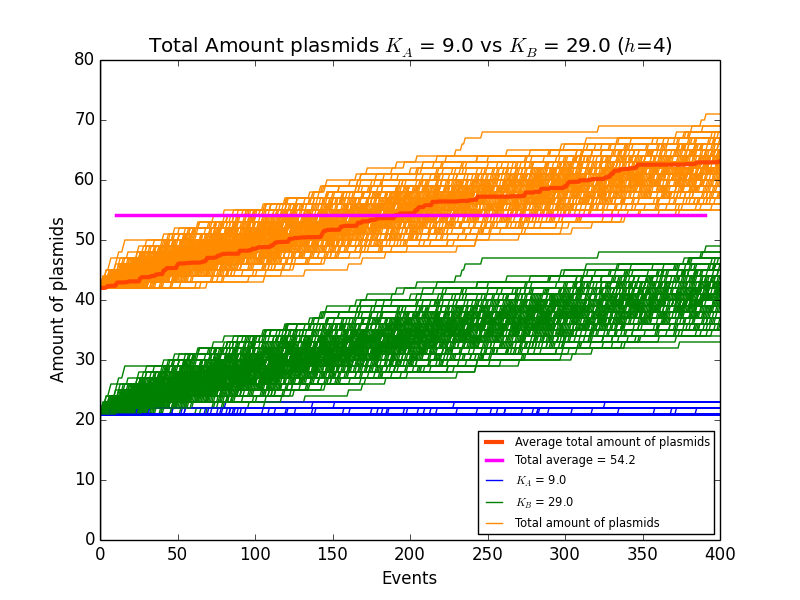 Total Amount plasmids K_A = 9.0 vs K_B = 29.0 (h=4)
80
70
60
50
40
30
20
10
0
Amount of plasmids
Average total amount of plasmids
Total average = 54.2
K_A = 9.0
K_B = 29.0
Total amount of plasmids
0 50 100 150 200 250 300 350 400
Events